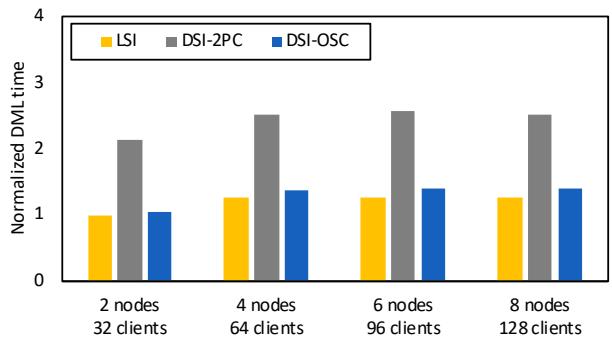 4
LSI DSI-2PC DSI-OSC
3
2
1
0
Normalized DML time
2 nodes 4 nodes 6 nodes 8 nodes
32 clients 64 clients 96 clients 128 clients